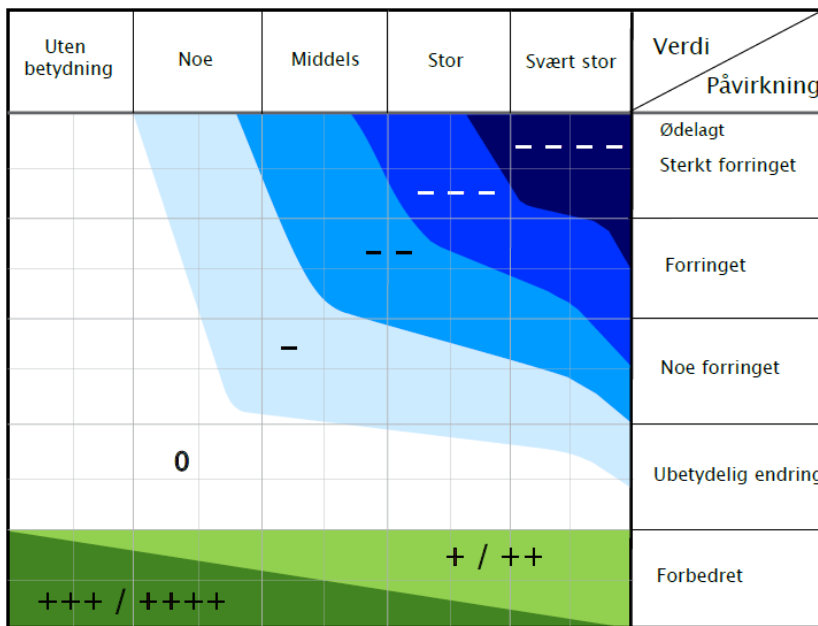 Uten
betydning
Noe
Middels
Stor
Svært stor
Verdi
Påvirkning
Ødelagt
Sterkt forringet
– – – –
– – –
– –
Forringet
–
Noe forringet
0
Ubetydelig endring
+ / ++
+++ / ++++
Forbedret